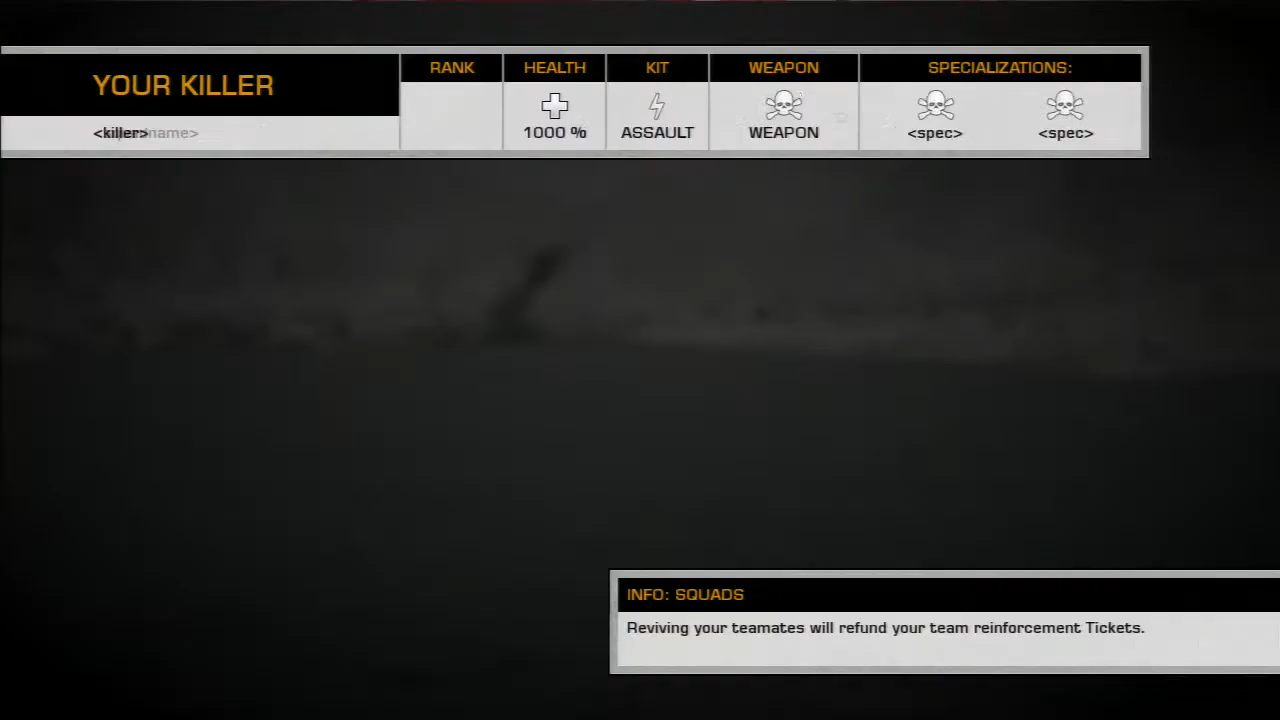 YOUR KILLER
RANK
HEALTH
KIT
WEAPON
SPECIALIZATIONS:
<killer>
name>
1000 %
ASSAULT
WEAPON
<spec>
<spec>
INFO: SQUADS
Reviving your teamates will refund your team reinforcement Tickets.